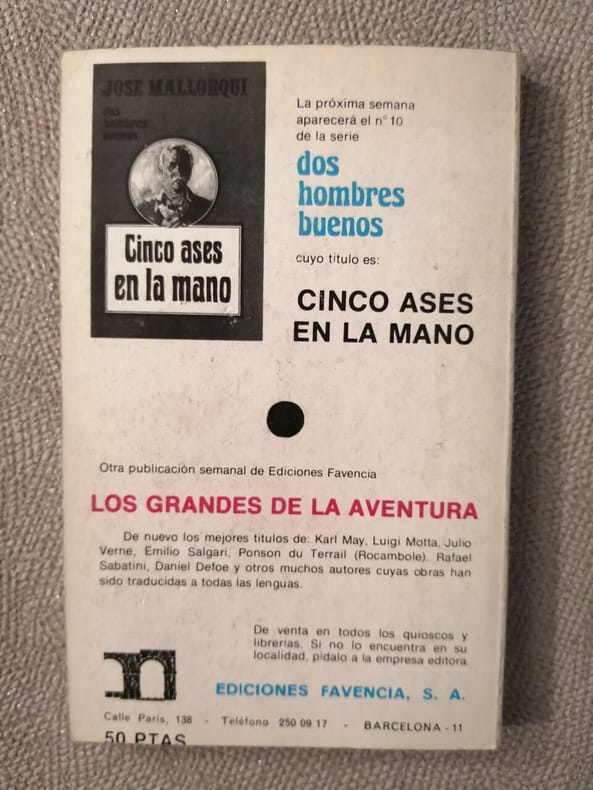 JOSE MALLORQUI
dos
hombres
buenos
Cinco ases
en la mano
La próxima semana
aparecerá el n° 10
de la serie
dos
hombres
buenos
cuyo título es:
CINCO ASES
EN LA MANO
Otra publicación semanal de Ediciones Favencia
LOS GRANDES DE LA AVENTURA
De nuevo los mejores títulos de: Karl May, Luigi Motta, Julio
Verne, Emilio Salgari, Ponson du Terrail (Rocambole). Rafael
Sabatini, Daniel Defoe y otros muchos autores cuyas obras han
sido traducidas a todas las lenguas.
De venta en todos los quioscos y
librerías. Si no lo encuentra en su
localidad, pídalo a la empresa editora.
EDICIONES FAVENCIA, S. A.
Calle París, 138 - Teléfono 250 09 17 - BARCELONA - 11
50 PTAS